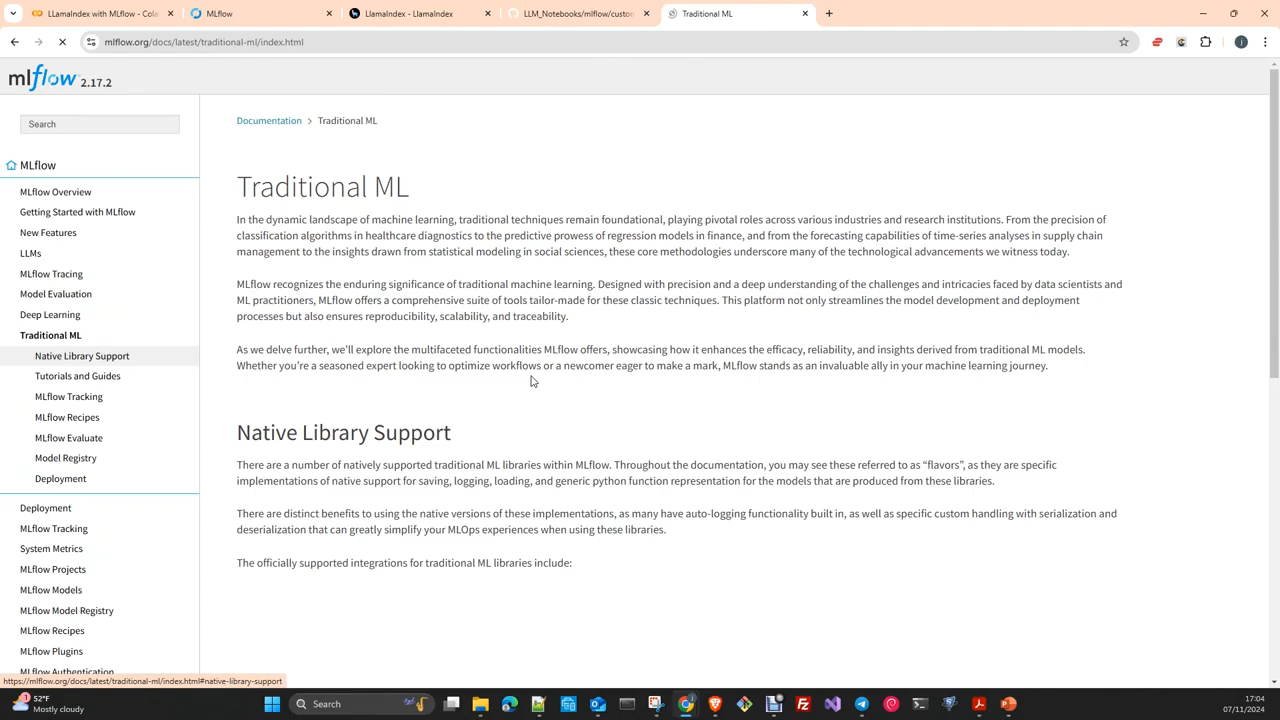 LLamaIndex with MLflow - Cola
MLflow
LlamaIndex - LlamaIndex
LLM_Notebooks/mlflow/custom
Traditional ML
mlflow.org/docs/latest/traditional-ml/index.html
mlflow 2.17.2
Search
MLflow
MLflow Overview
Getting Started with MLflow
New Features
LLMs
MLflow Tracing
Model Evaluation
Deep Learning
Traditional ML
Native Library Support
Tutorials and Guides
MLflow Tracking
MLflow Recipes
MLflow Evaluate
Model Registry
Deployment
Deployment
MLflow Tracking
System Metrics
MLflow Projects
MLflow Models
MLflow Model Registry
MLflow Recipes
MLflow Plugins
MLflow Authentication
Documentation > Traditional ML
Traditional ML
In the dynamic landscape of machine learning, traditional techniques remain foundational, playing pivotal roles across various industries and research institutions. From the precision of
classification algorithms in healthcare diagnostics to the predictive prowess of regression models in finance, and from the forecasting capabilities of time-series analyses in supply chain
management to the insights drawn from statistical modeling in social sciences, these core methodologies underscore many of the technological advancements we witness today.
MLflow recognizes the enduring significance of traditional machine learning. Designed with precision and a deep understanding of the challenges and intricacies faced by data scientists and
ML practitioners, MLflow offers a comprehensive suite of tools tailor-made for these classic techniques. This platform not only streamlines the model development and deployment
processes but also ensures reproducibility, scalability, and traceability.
As we delve further, we'll explore the multifaceted functionalities MLflow offers, showcasing how it enhances the efficacy, reliability, and insights derived from traditional ML models.
Whether you're a seasoned expert looking to optimize workflows or a newcomer eager to make a mark, MLflow stands as an invaluable ally in your machine learning journey.
Native Library Support
There are a number of natively supported traditional ML libraries within MLflow. Throughout the documentation, you may see these referred to as “flavors”, as they are specific
implementations of native support for saving, logging, loading, and generic python function representation for the models that are produced from these libraries.
There are distinct benefits to using the native versions of these implementations, as many have auto-logging functionality built in, as well as specific custom handling with serialization and
deserialization that can greatly simplify your MLOps experiences when using these libraries.
The officially supported integrations for traditional ML libraries include:
https://mlflow.org/docs/latest/traditional-ml/index.html#native-library-support
1
52°F
Mostly cloudy
Search
17:04
07/11/2024